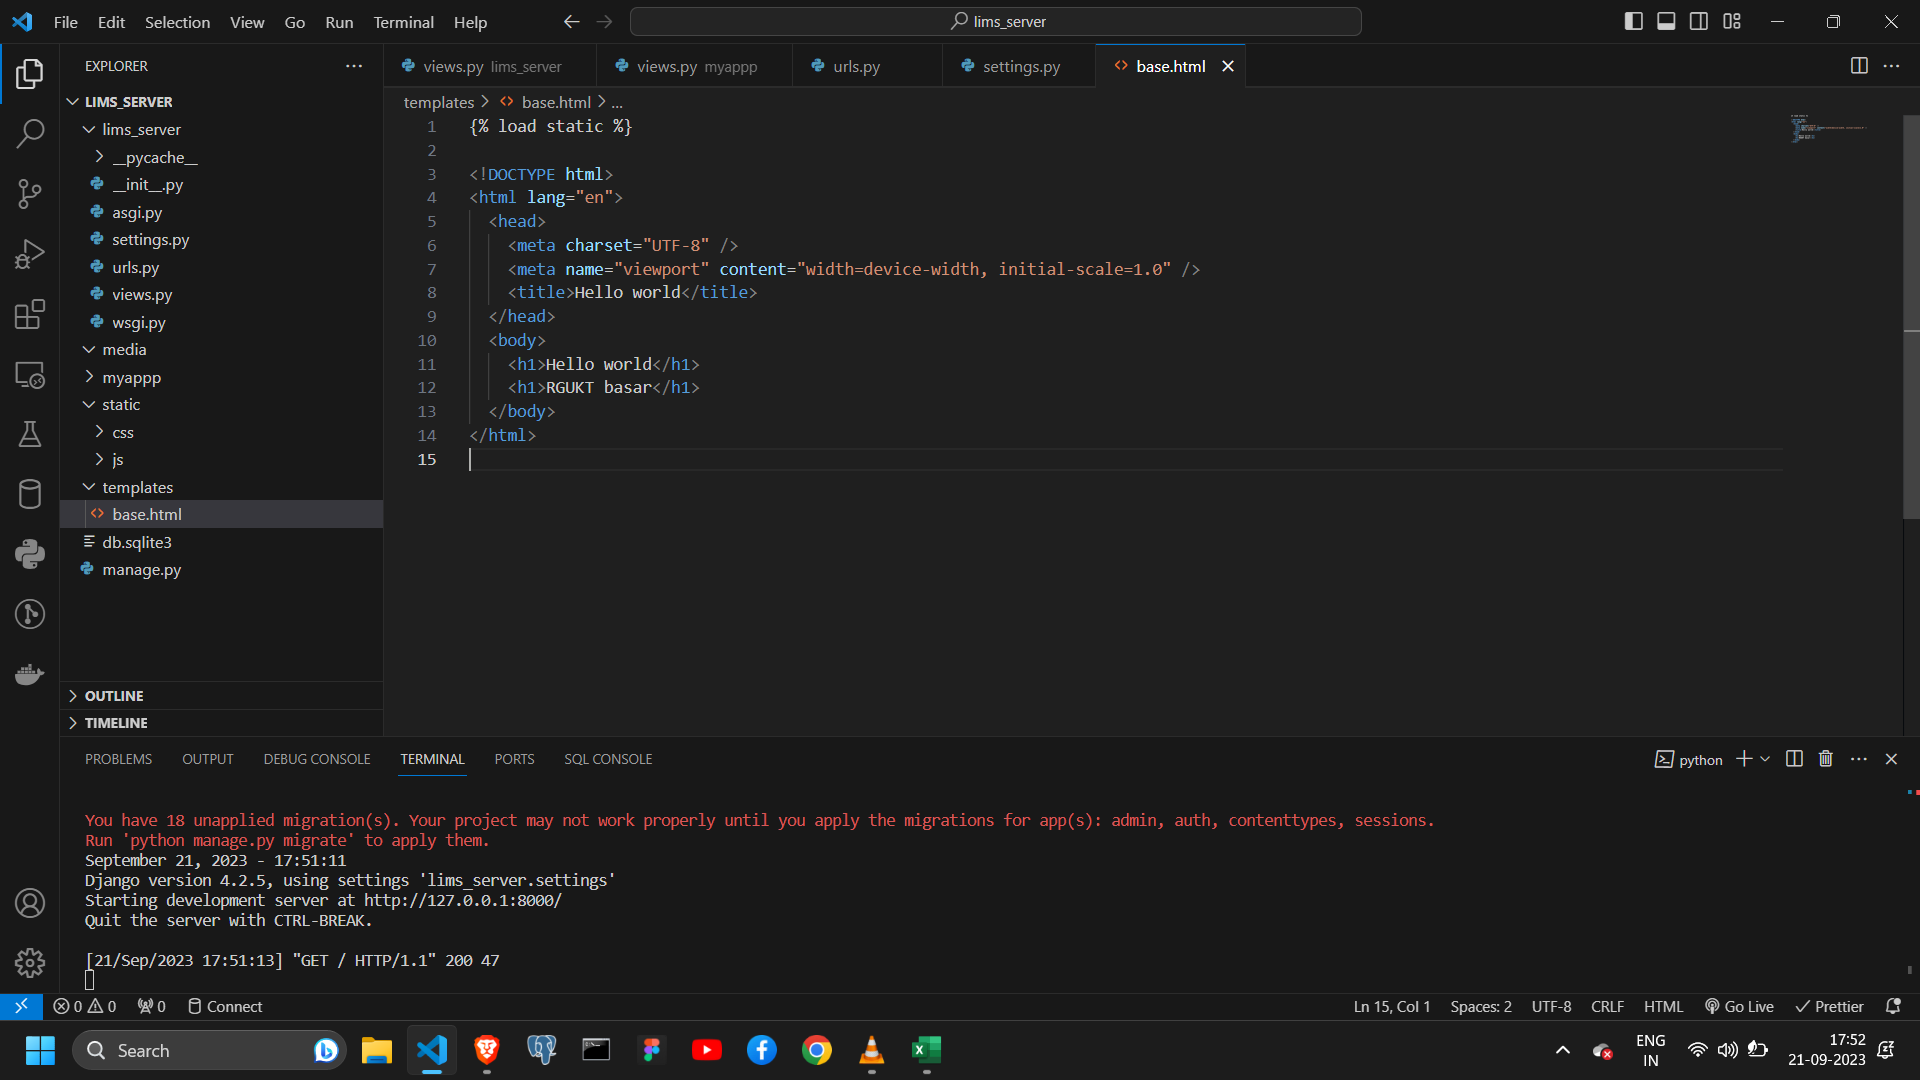 File Edit Selection View Go Run Terminal Help
lims_server
EXPLORER
LIMS_SERVER
lims_server
__pycache__
__init__.py
asgi.py
settings.py
urls.py
views.py
wsgi.py
media
myappp
static
css
js
templates
base.html
db.sqlite3
manage.py
OUTLINE
TIMELINE
views.py lims_server views.py myappp urls.py settings.py base.html
templates > base.html > ...
1 {% load static %}
2
3 <!DOCTYPE html>
4 <html lang="en">
5 <head>
6 <meta charset="UTF-8" />
7 <meta name="viewport" content="width=device-width, initial-scale=1.0" />
8 <title>Hello world</title>
9 </head>
10 <body>
11 <h1>Hello world</h1>
12 <h1>RGUKT basar</h1>
13 </body>
14 </html>
15
PROBLEMS OUTPUT DEBUG CONSOLE TERMINAL PORTS SQL CONSOLE
python
You have 18 unapplied migration(s). Your project may not work properly until you apply the migrations for app(s): admin, auth, contenttypes, sessions.
Run 'python manage.py migrate' to apply them.
September 21, 2023 - 17:51:11
Django version 4.2.5, using settings 'lims_server.settings'
Starting development server at http://127.0.0.1:8000/
Quit the server with CTRL-BREAK.
[21/Sep/2023 17:51:13] "GET / HTTP/1.1" 200 47
0 0 0 Connect
Ln 15, Col 1 Spaces: 2 UTF-8 CRLF HTML Go Live Prettier
Search
ENG
IN
17:52
21-09-2023